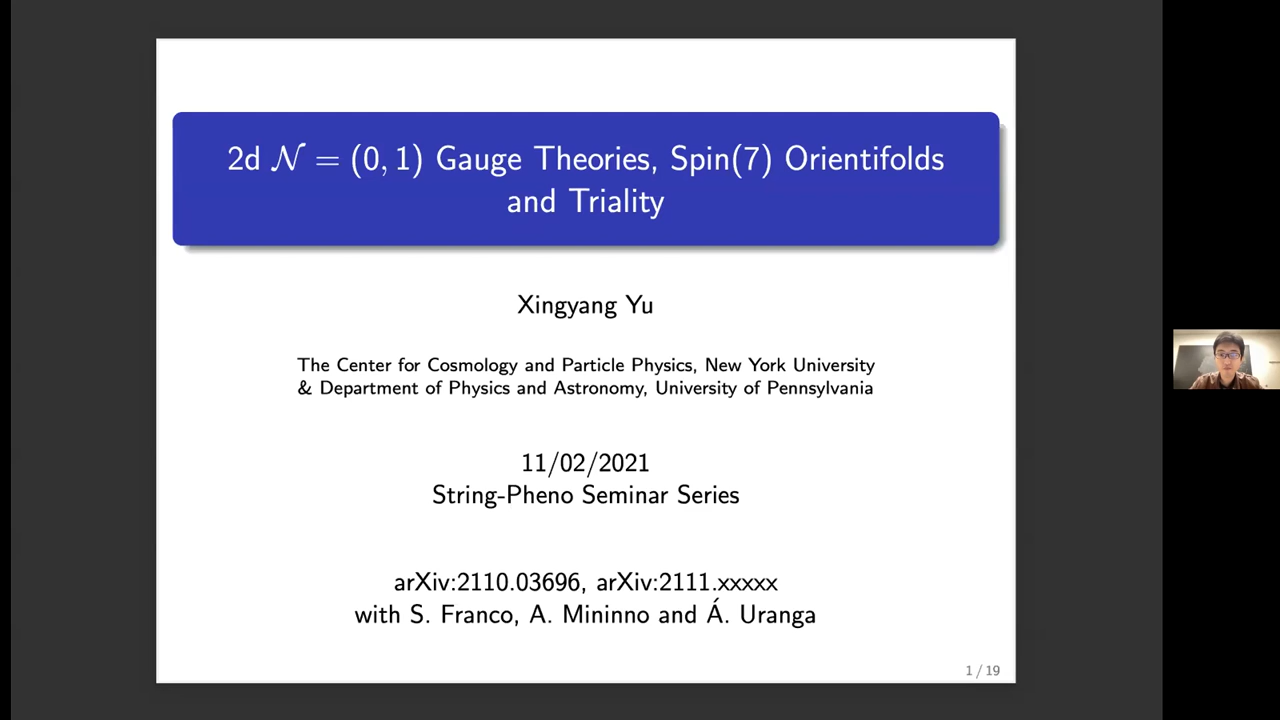 2d 𝒩 = (0, 1) Gauge Theories, Spin(7) Orientifolds
and Triality
Xingyang Yu
The Center for Cosmology and Particle Physics, New York University
& Department of Physics and Astronomy, University of Pennsylvania
11/02/2021
String-Pheno Seminar Series
arXiv:2110.03696, arXiv:2111.xxxxx
with S. Franco, A. Mininno and Á. Uranga
1 / 19